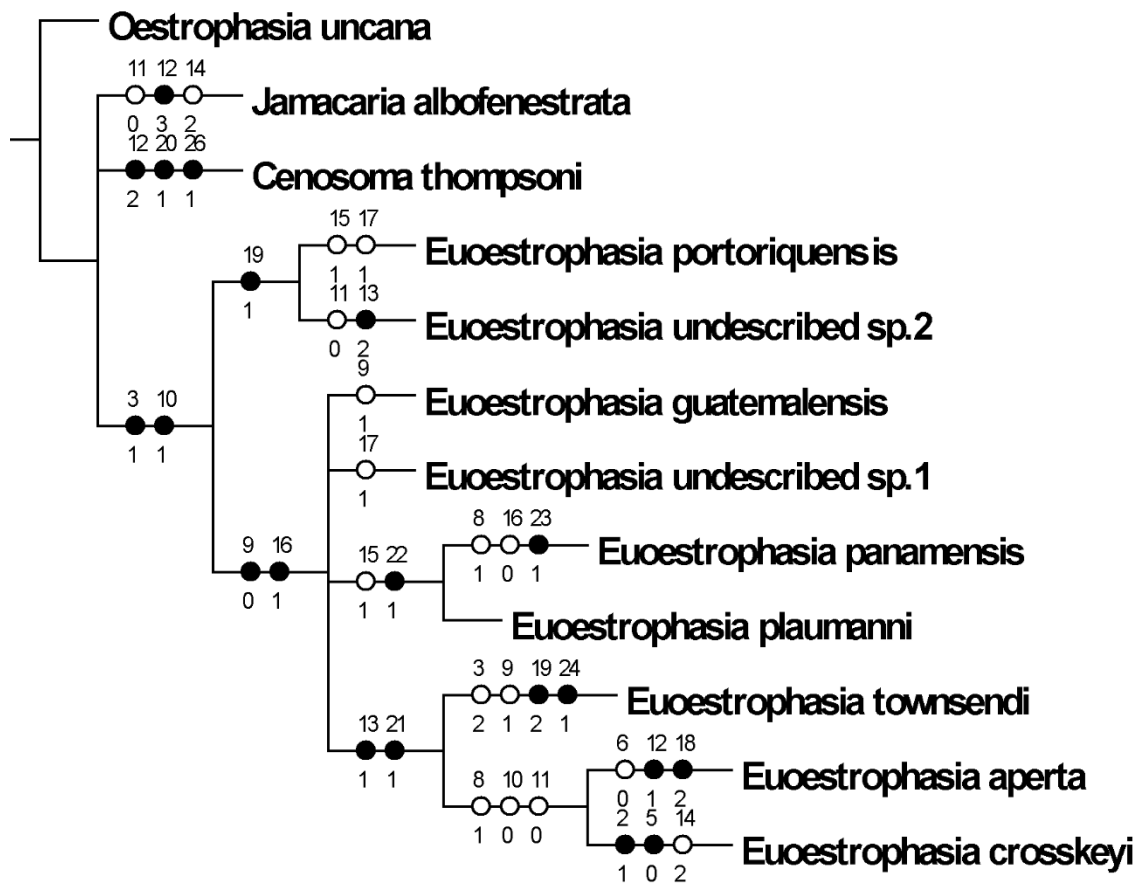 Oestrophasia uncana
11 12 14
Jamacaria albofenestrata
0 3 2
12 20 26
Cenosoma thompsoni
2 1 1
15 17
Euoestrophasia portoriquensis
1 1
19
1
11 13
Euoestrophasia undescribed sp.2
0 2
9
Euoestrophasia guatemalensis
1
3 10
1 1
17
Euoestrophasia undescribed sp.1
1
8 16 23
Euoestrophasia panamensis
1 0 1
9 16
0 1
15 22
1 1
Euoestrophasia plaumanni
3 9 19 24
Euoestrophasia townsendi
2 1 2 1
13 21
1 1
6 12 18
Euoestrophasia aperta
0 1 2
8 10 11
1 0 0
2 5 14
Euoestrophasia crosskeyi
1 0 2